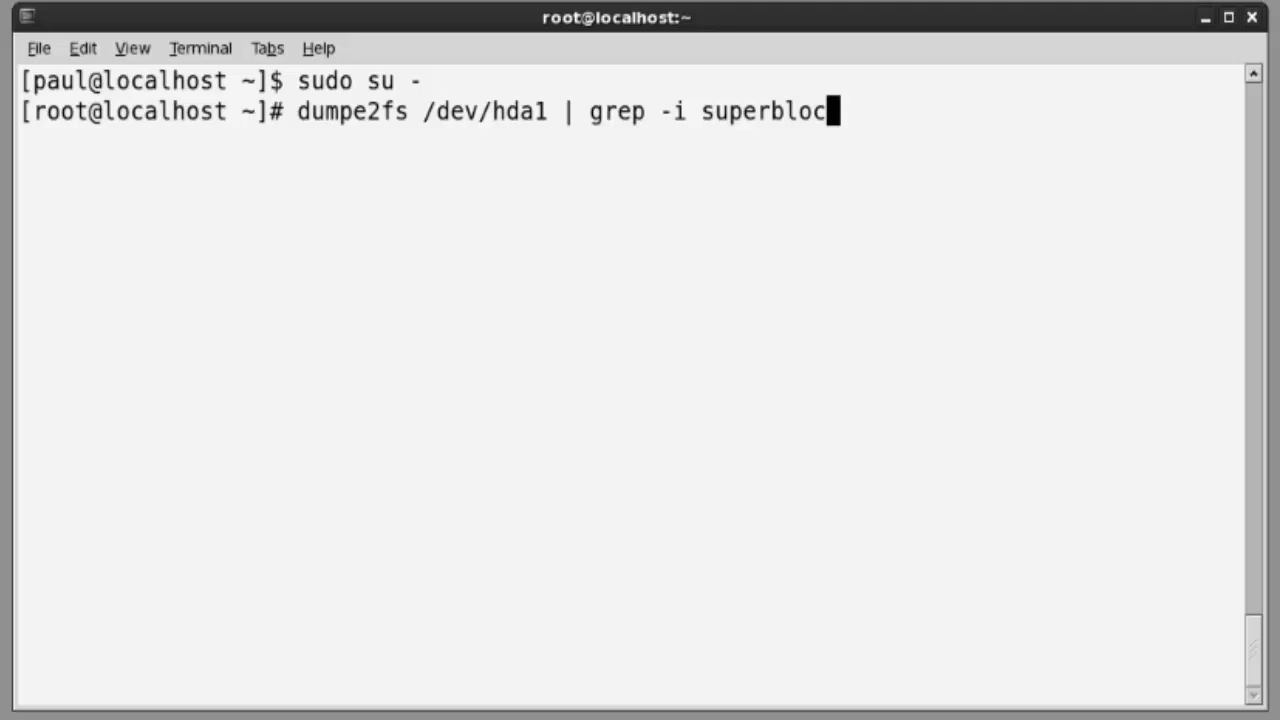 root@localhost:~
File Edit View Terminal Tabs Help
[paul@localhost ~]$ sudo su -
[root@localhost ~]# dumpe2fs /dev/hda1 | grep -i superbloc